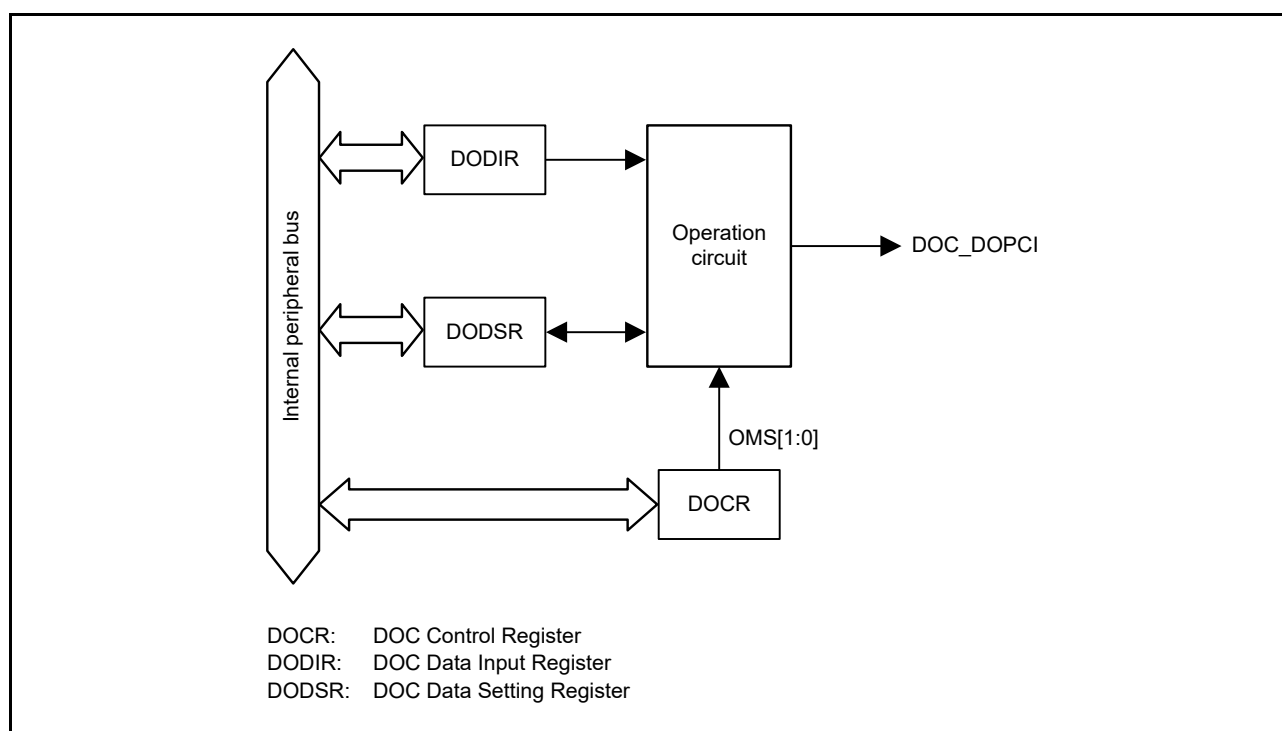 Internal peripheral bus
DODIR
Operation
circuit
DOC_DOPCI
DODSR
OMS[1:0]
DOCR
DOCR: DOC Control Register
DODIR: DOC Data Input Register
DODSR: DOC Data Setting Register